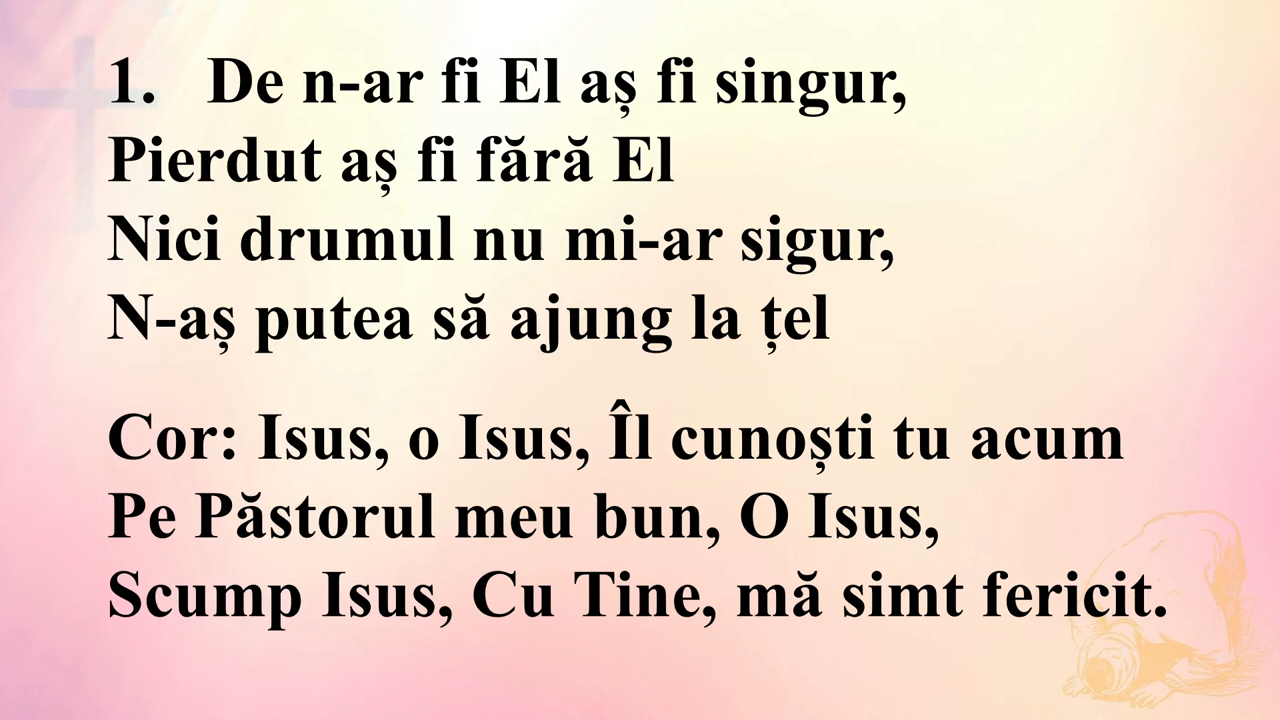 1. De n-ar fi El aș fi singur,
Pierdut aș fi fără El
Nici drumul nu mi-ar sigur,
N-aș putea să ajung la țel
Cor: Isus, o Isus, Îl cunoști tu acum
Pe Păstorul meu bun, O Isus,
Scump Isus, Cu Tine, mă simt fericit.